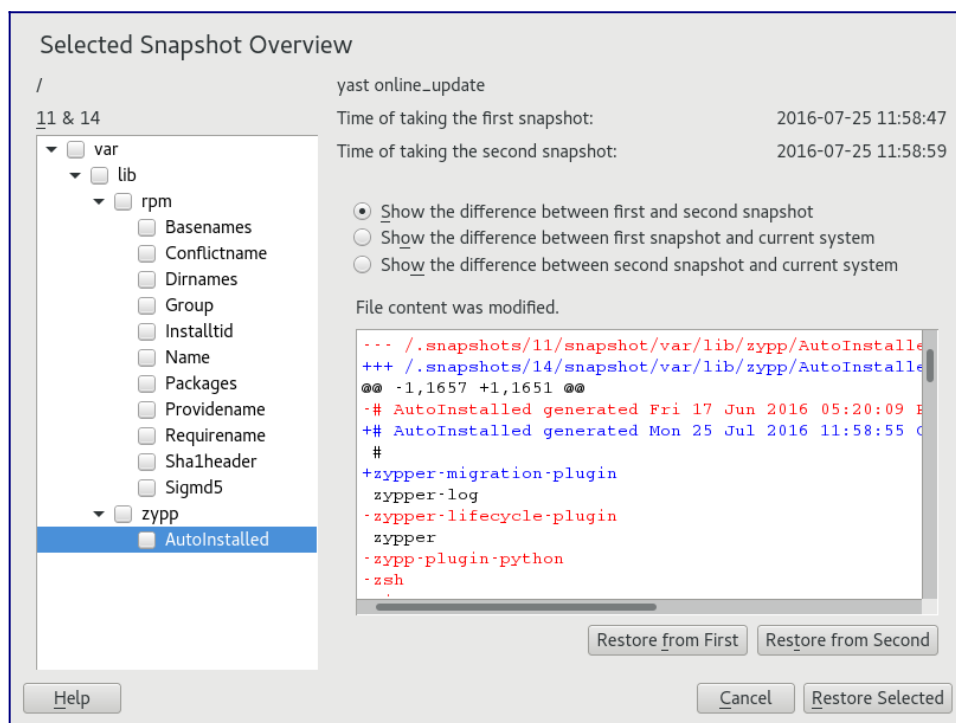 Selected Snapshot Overview
/
yast online_update
11 & 14
Time of taking the first snapshot: 2016-07-25 11:58:47
Time of taking the second snapshot: 2016-07-25 11:58:59
var
lib
rpm
Basenames
Conflictname
Dirnames
Group
Installtid
Name
Packages
Providename
Requirename
Sha1header
Sigmd5
zypp
AutoInstalled
Show the difference between first and second snapshot
Show the difference between first snapshot and current system
Show the difference between second snapshot and current system
File content was modified.
--- /.snapshots/11/snapshot/var/lib/zypp/AutoInstalle
+++ /.snapshots/14/snapshot/var/lib/zypp/AutoInstalle
@@ -1,1657 +1,1651 @@
-# AutoInstalled generated Fri 17 Jun 2016 05:20:09
+# AutoInstalled generated Mon 25 Jul 2016 11:58:55
#
+zypper-migration-plugin
zypper-log
-zypper-lifecycle-plugin
zypper
-zypp-plugin-python
-zsh
Restore from First
Restore from Second
Help
Cancel
Restore Selected